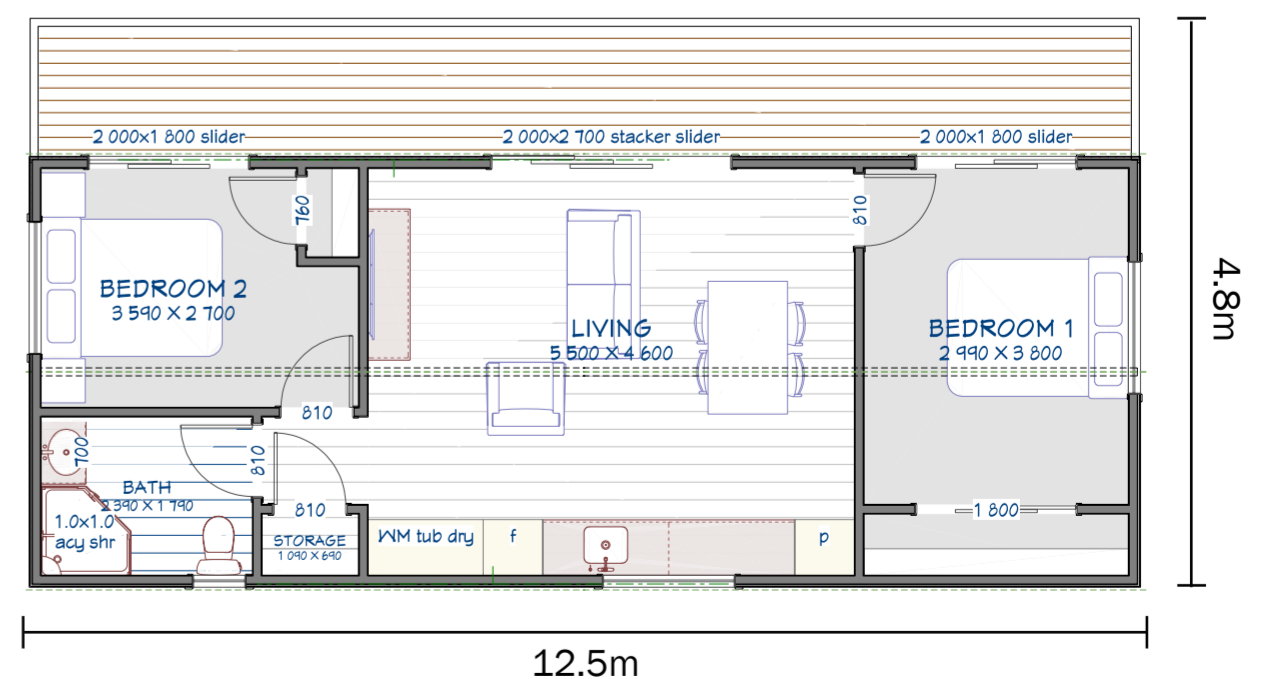 2 000x1 800 slider
2 000x2 700 stacker slider
2 000x1 800 slider
760
810
BEDROOM 2
3 590 X 2 700
LIVING
5 500 X 4 600
BEDROOM 1
2 990 X 3 800
4.8m
810
700
810
BATH
2 390 X 1 790
1.0x1.0
acy shr
810
STORAGE
1 090 X 690
WM tub dry
f
p
1 800
12.5m